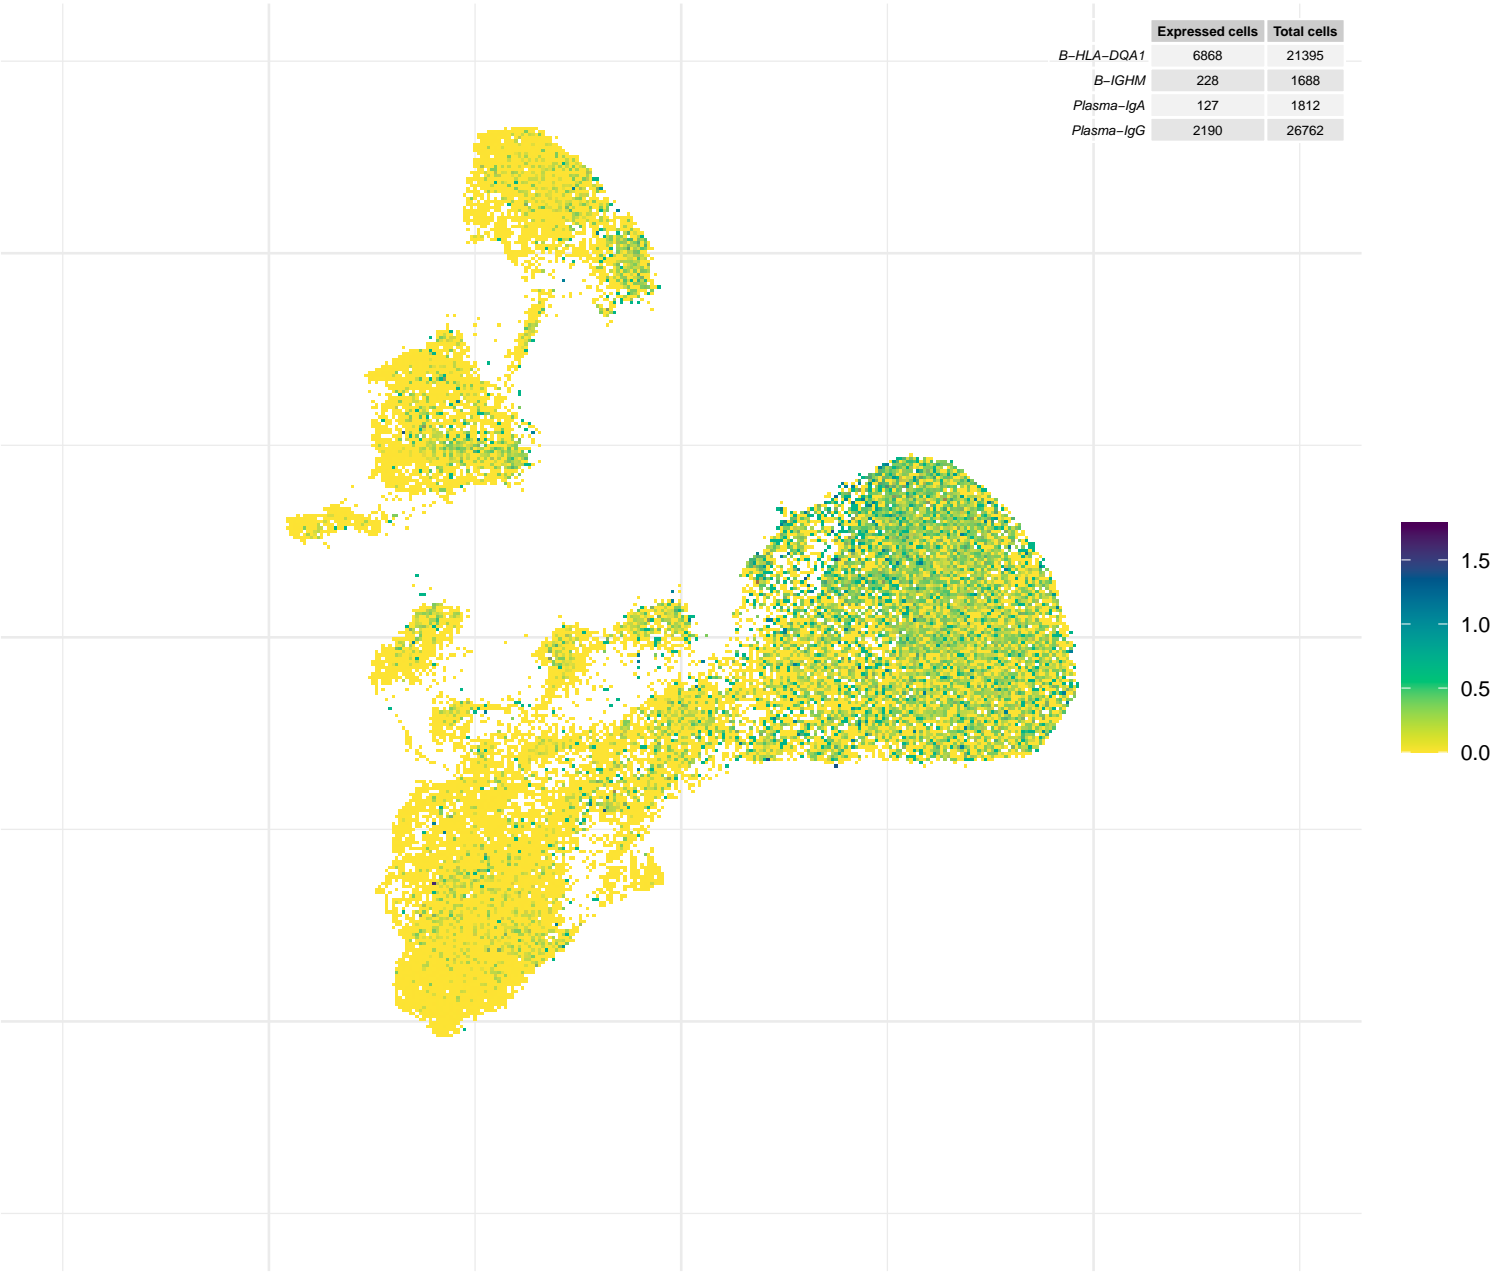 Expressed cells Total cells
B−HLA−DQA1 6868 21395
B−IGHM 228 1688
Plasma−IgA 127 1812
Plasma−IgG 2190 26762
1.5
1.0
0.5
0.0